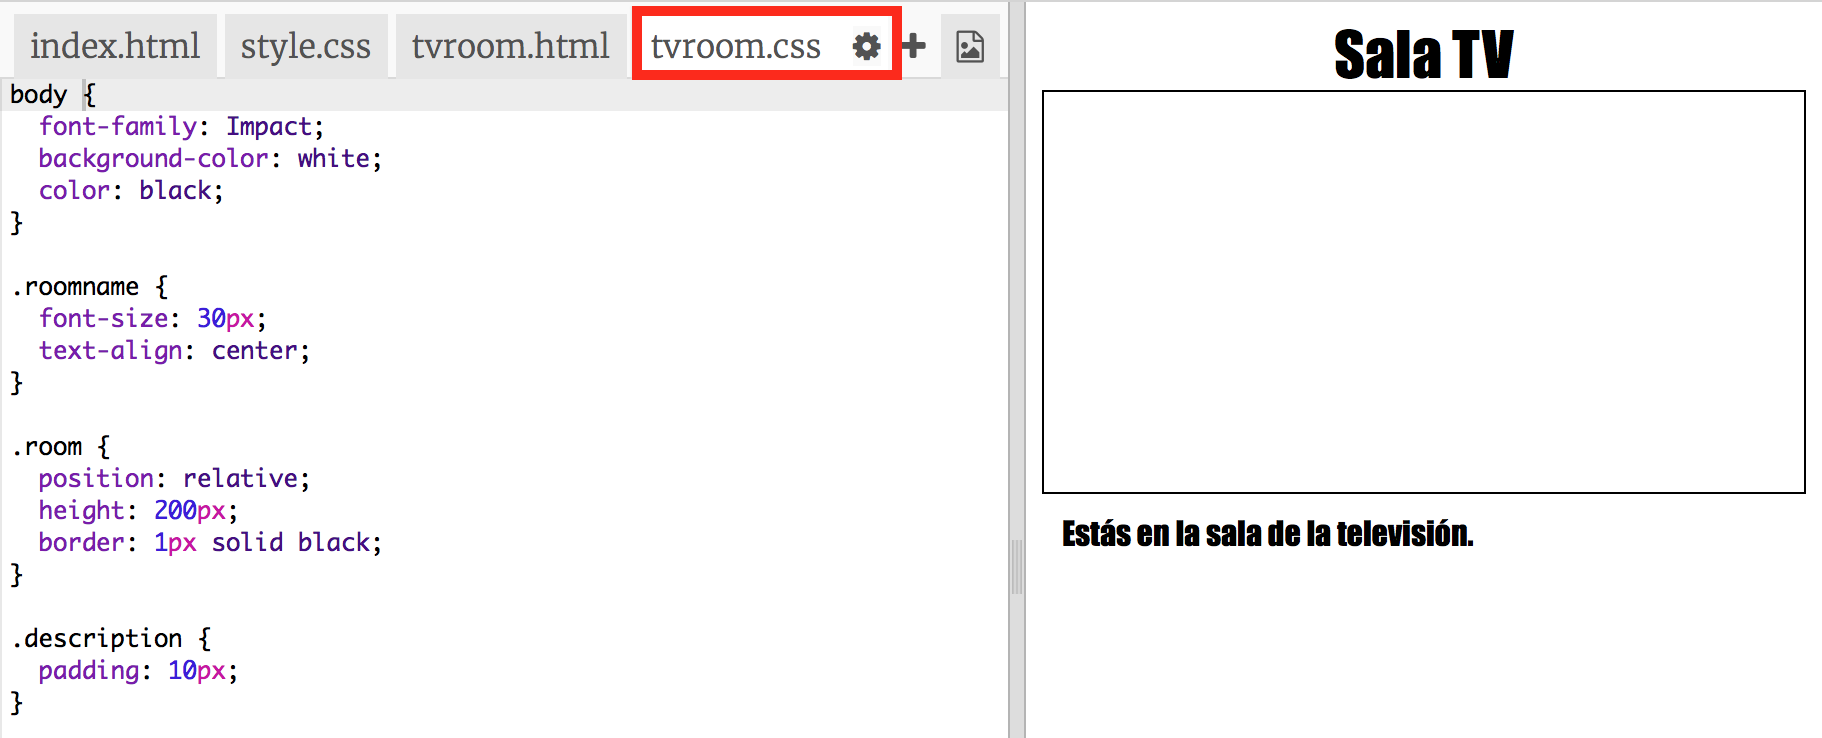 index.html style.css tvroom.html tvroom.css
body {
  font-family: Impact;
  background-color: white;
  color: black;
}
.roomname {
  font-size: 30px;
  text-align: center;
}
.room {
  position: relative;
  height: 200px;
  border: 1px solid black;
}
.description {
  padding: 10px;
}
Sala TV
Estás en la sala de la televisión.